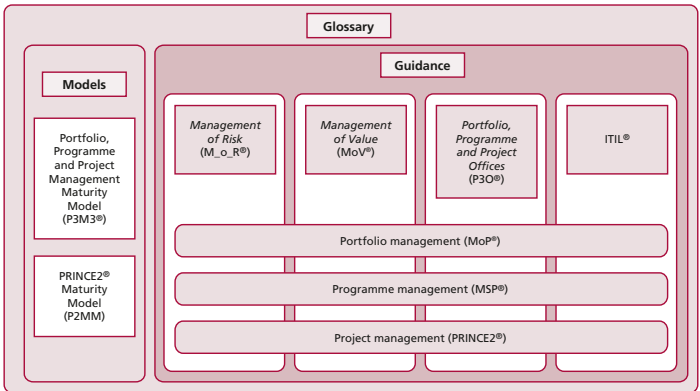 Glossary
Models
Portfolio,
Programme
and Project
Management
Maturity
Model
(P3M3®)
PRINCE2®
Maturity
Model
(P2MM)
Guidance
Management
of Risk
(M_o_R®)
Management
of Value
(MoV®)
Portfolio,
Programme
and Project
Offices
(P3O®)
ITIL®
Portfolio management (MoP®)
Programme management (MSP®)
Project management (PRINCE2®)